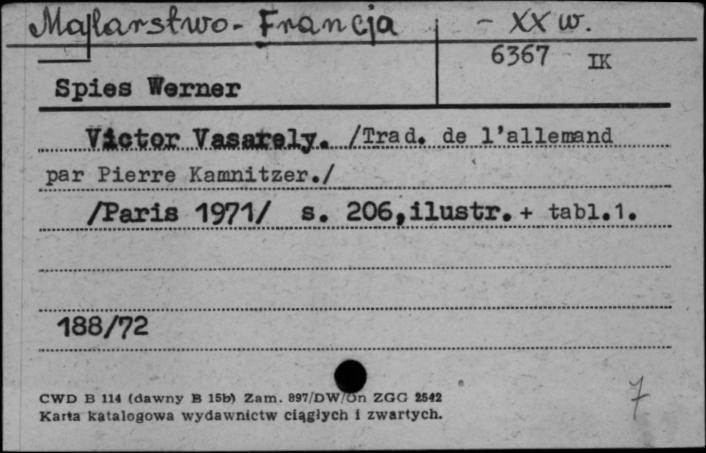 Malarstwo - Francja - XX w.
6367 IK
Spies Werner
Victor Vasarely. /Trad. de l'allemand
par Pierre Kamnitzer./
/Paris 1971/ s. 206,ilustr.+ tabl.1.
188/72
CWD B 114 (dawny B 15b) Zam. 897/DW/On ZGG 2542
Karta katalogowa wydawnictw ciągłych i zwartych.
7